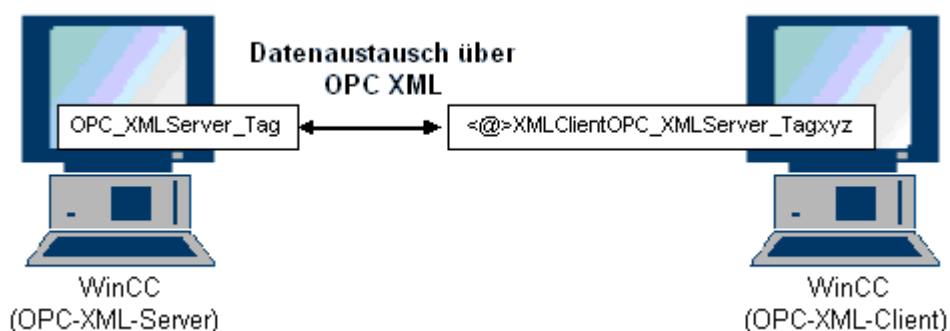 Datenaustausch über
OPC XML
OPC_XMLServer_Tag
<@>XMLClientOPC_XMLServer_Tagxyz
WinCC
(OPC-XML-Server)
WinCC
(OPC-XML-Client)